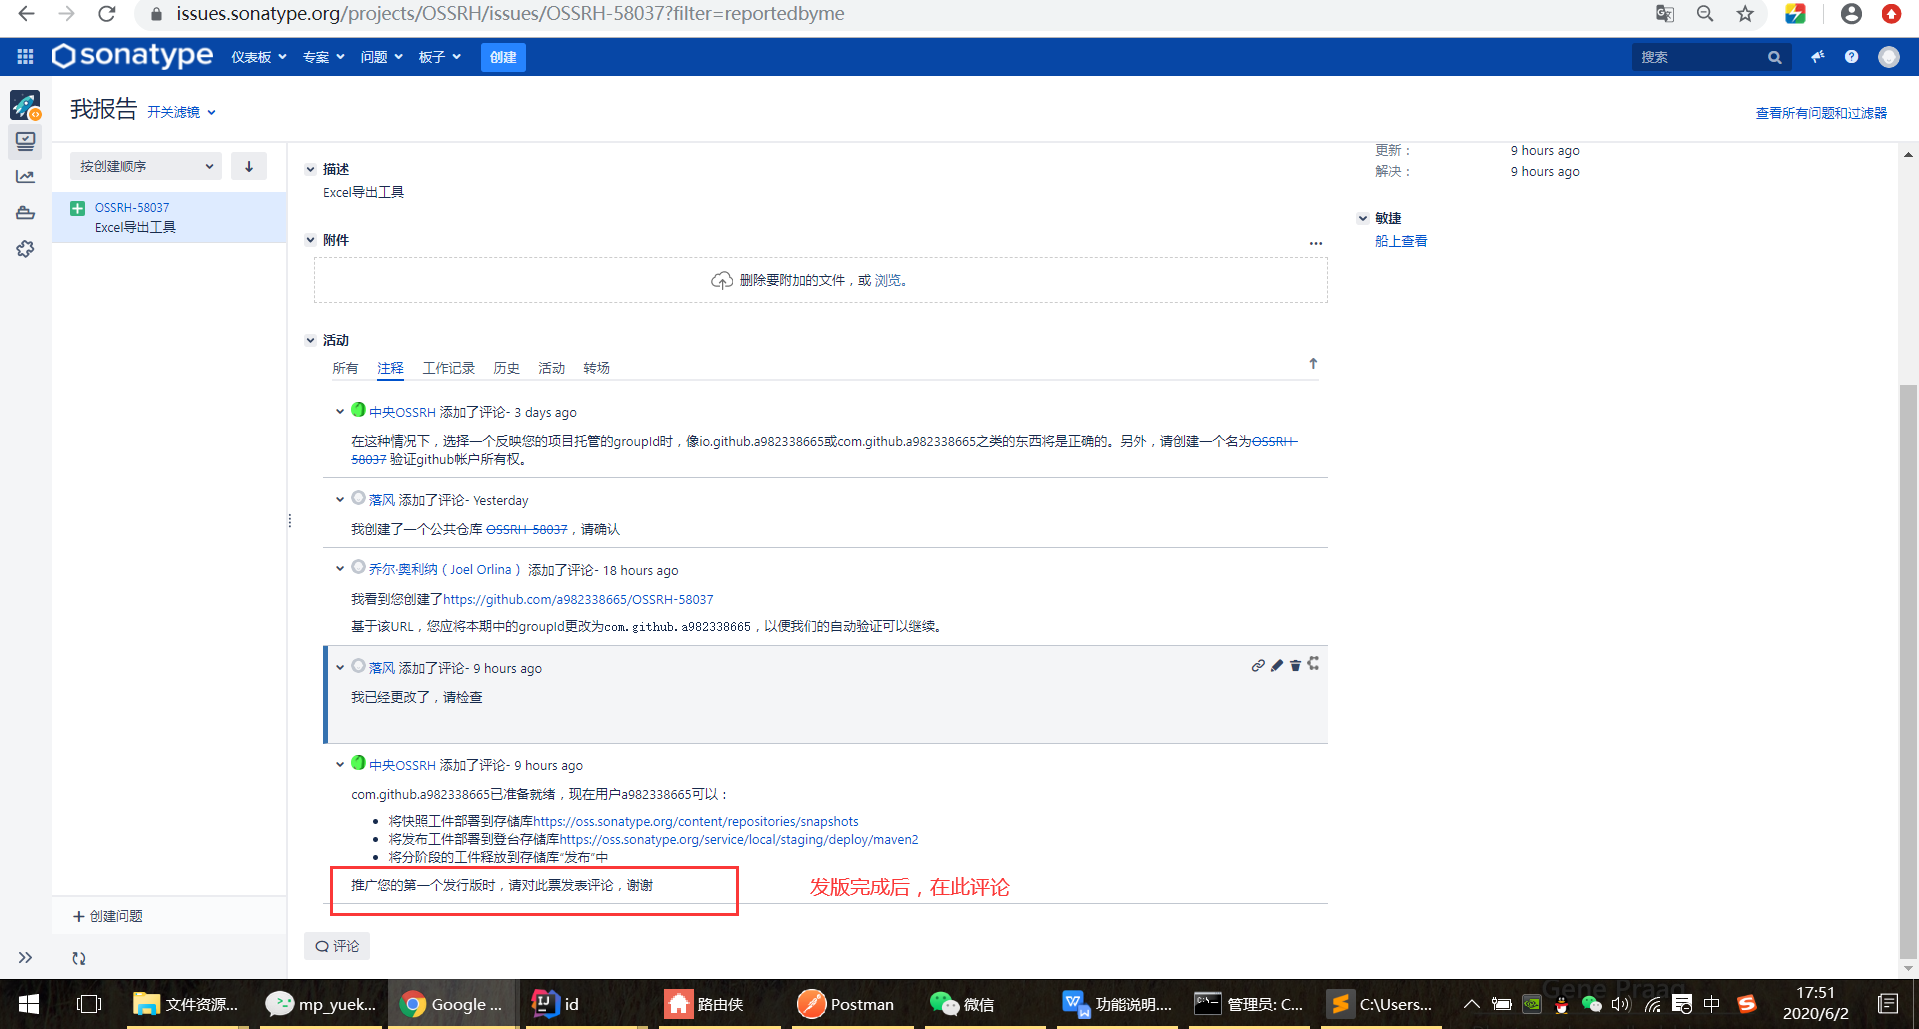 issues.sonatype.org/projects/OSSRH/issues/OSSRH-58037?filter=reportedbyme
sonatype 仪表板 专案 问题 板子 创建 搜索
我报告 开关滤镜 查看所有问题和过滤器
按创建顺序
OSSRH-58037
Excel导出工具
描述
Excel导出工具
更新： 9 hours ago
解决： 9 hours ago
敏捷
船上查看
附件
删除要附加的文件，或 浏览。
活动
所有 注释 工作记录 历史 活动 转场
中央OSSRH 添加了评论- 3 days ago
在这种情况下，选择一个反映您的项目托管的groupId时，像io.github.a982338665或com.github.a982338665之类的东西将是正确的。另外，请创建一个名为OSSRH-
58037 验证github帐户所有权。
落风 添加了评论- Yesterday
我创建了一个公共仓库 OSSRH-58037，请确认
乔尔·奥利纳（Joel Orlina） 添加了评论- 18 hours ago
我看到您创建了https://github.com/a982338665/OSSRH-58037
基于该URL，您应将本期中的groupId更改为com.github.a982338665，以便我们的自动验证可以继续。
落风 添加了评论- 9 hours ago
我已经更改了，请检查
中央OSSRH 添加了评论- 9 hours ago
com.github.a982338665已准备就绪，现在用户a982338665可以：
将快照工件部署到存储库https://oss.sonatype.org/content/repositories/snapshots
将发布工件部署到登台存储库https://oss.sonatype.org/service/local/staging/deploy/maven2
将分阶段的工件释放到存储库“发布”中
推广您的第一个发行版时，请对此票发表评论，谢谢
发版完成后，在此评论
评论
创建问题
文件资源... mp_yuek... Google ... id 路由侠 Postman 微信 功能说明.... 管理员: C... C:\Users... 中
Gene Praag
17:51
2020/6/2